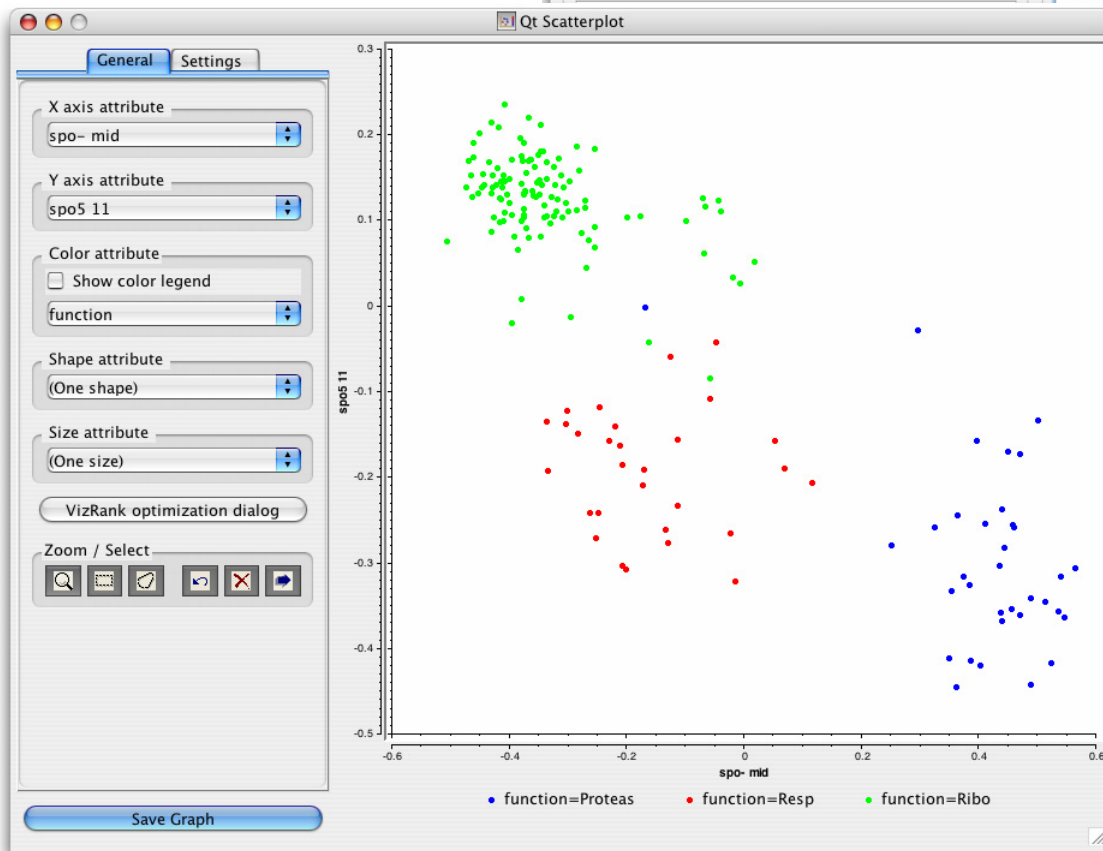 Qt Scatterplot
General Settings
X axis attribute
spo- mid
Y axis attribute
spo5 11
Color attribute
Show color legend
function
Shape attribute
(One shape)
Size attribute
(One size)
VizRank optimization dialog
Zoom / Select
Save Graph
0.3
0.2
0.1
0
-0.1
-0.2
-0.3
-0.4
-0.5
spo5 11
-0.6 -0.4 -0.2 0 0.2 0.4 0.6
spo- mid
function=Proteas function=Resp function=Ribo